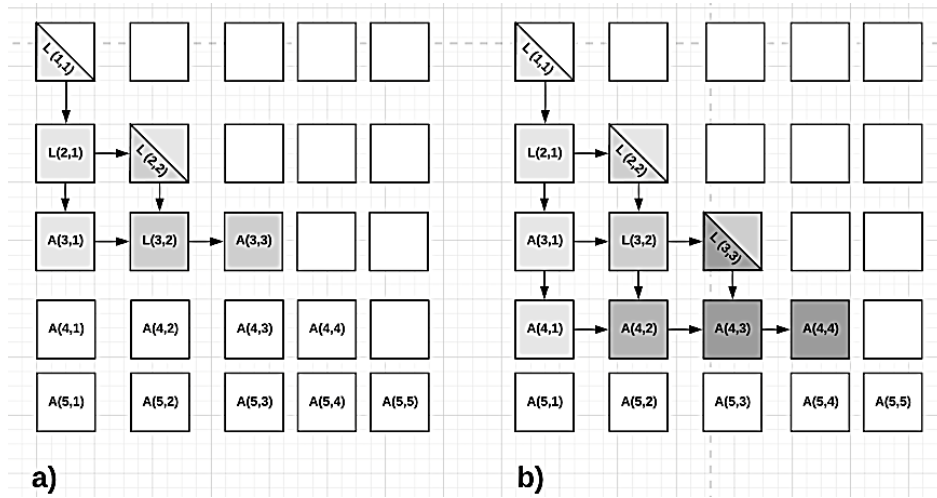 L (1,1) L (1,1)
L(2,1) L (2,2) L(2,1) L (2,2)
A(3,1) L(3,2) A(3,3) A(3,1) L(3,2) L (3,3)
A(4,1) A(4,2) A(4,3) A(4,4) A(4,1) A(4,2) A(4,3) A(4,4)
A(5,1) A(5,2) A(5,3) A(5,4) A(5,5) A(5,1) A(5,2) A(5,3) A(5,4) A(5,5)
a) b)